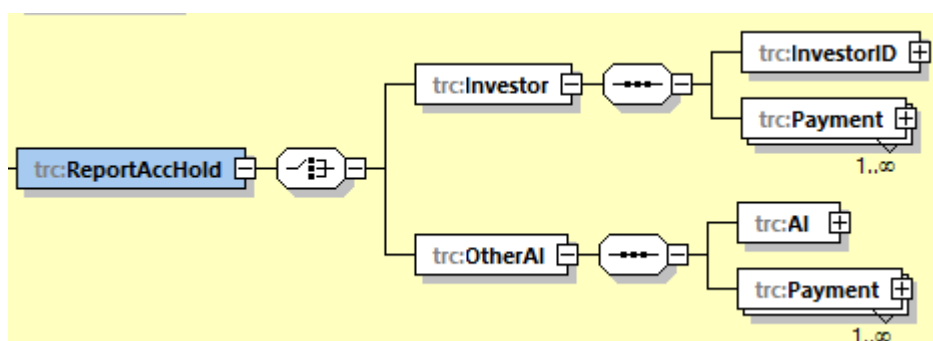 trc:InvestorID
trc:Investor
trc:Payment
1..∞
trc:ReportAccHold
trc:AI
trc:OtherAI
trc:Payment
1..∞